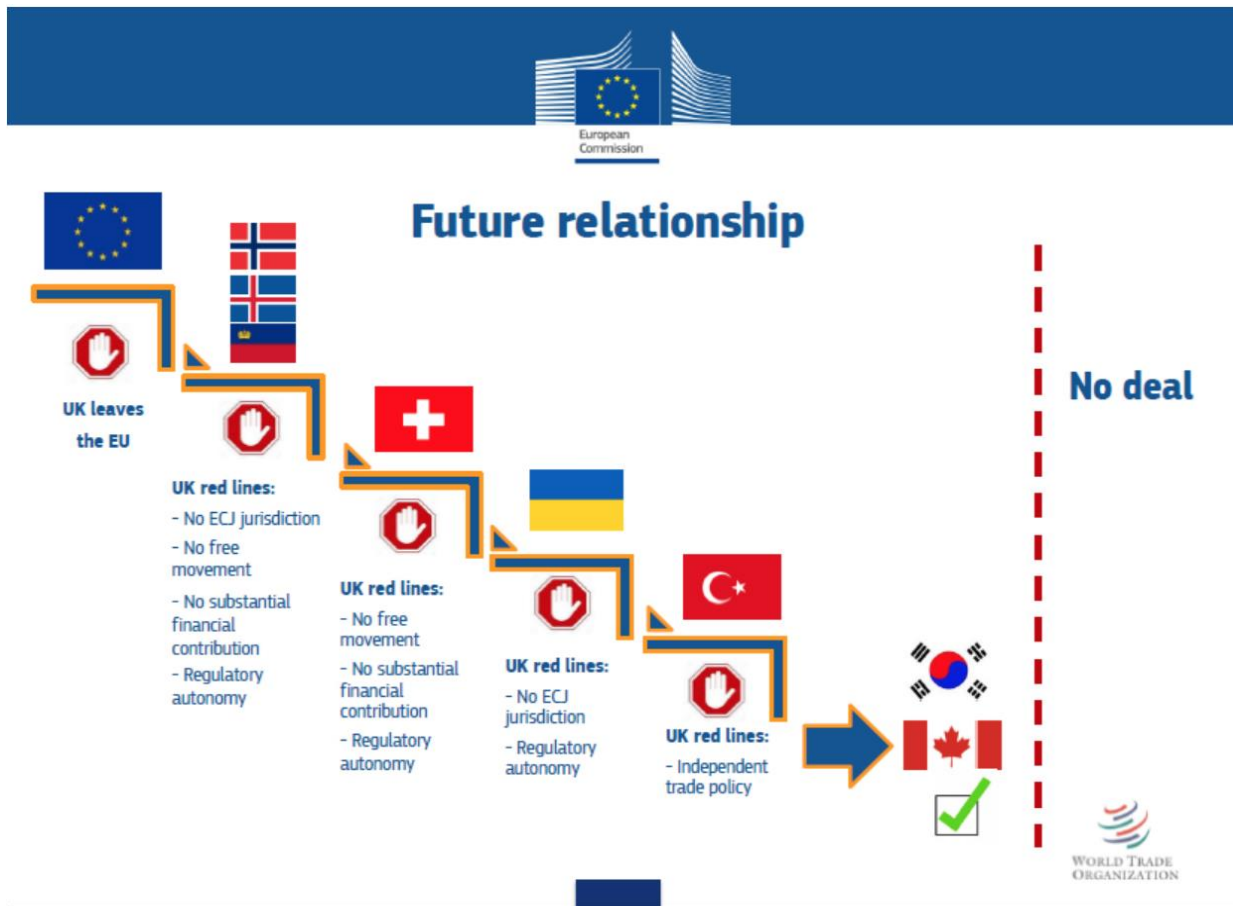 European
Commission
Future relationship
UK leaves
the EU
UK red lines:
- No ECJ jurisdiction
- No free
movement
- No substantial
financial
contribution
- Regulatory
autonomy
UK red lines:
- No free
movement
- No substantial
financial
contribution
- Regulatory
autonomy
UK red lines:
- No ECJ
jurisdiction
- Regulatory
autonomy
UK red lines:
- Independent
trade policy
No deal
WORLD TRADE
ORGANIZATION